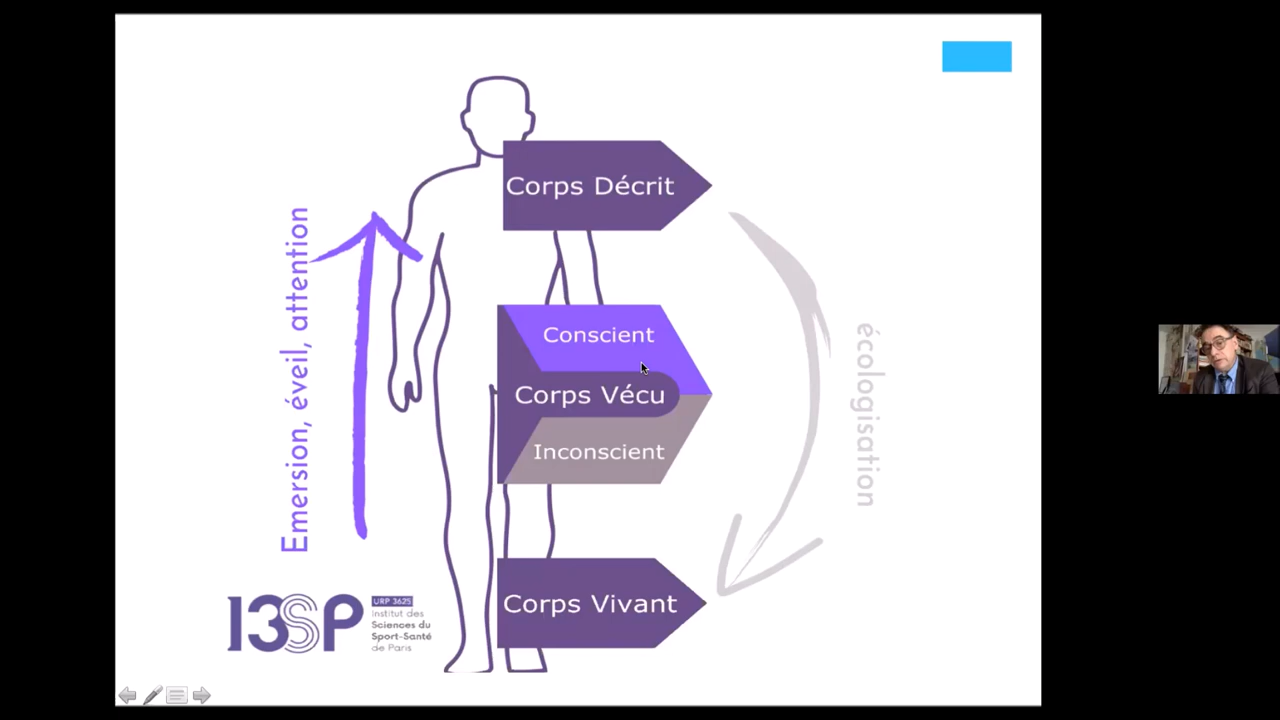 Corps Décrit
Emersion, éveil, attention
Conscient
Corps Vécu
Inconscient
écologisation
Corps Vivant
I3SP
URP 3625
Institut des
Sciences du
Sport-Santé
de Paris